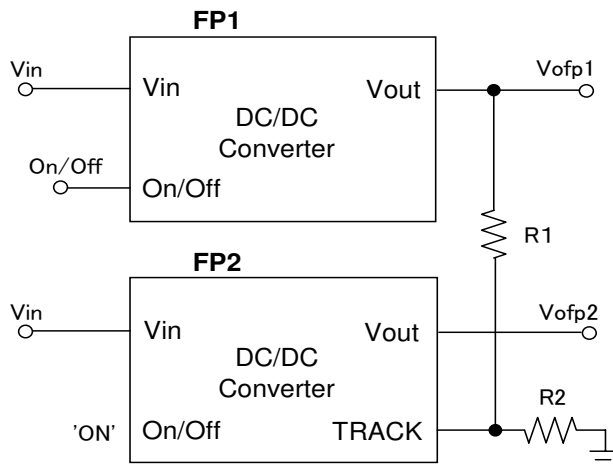 FP1
Vin
Vin
Vout
Vofp1
DC/DC
Converter
On/Off
On/Off
R1
FP2
Vin
Vin
Vout
Vofp2
DC/DC
Converter
R2
'ON'
On/Off
TRACK